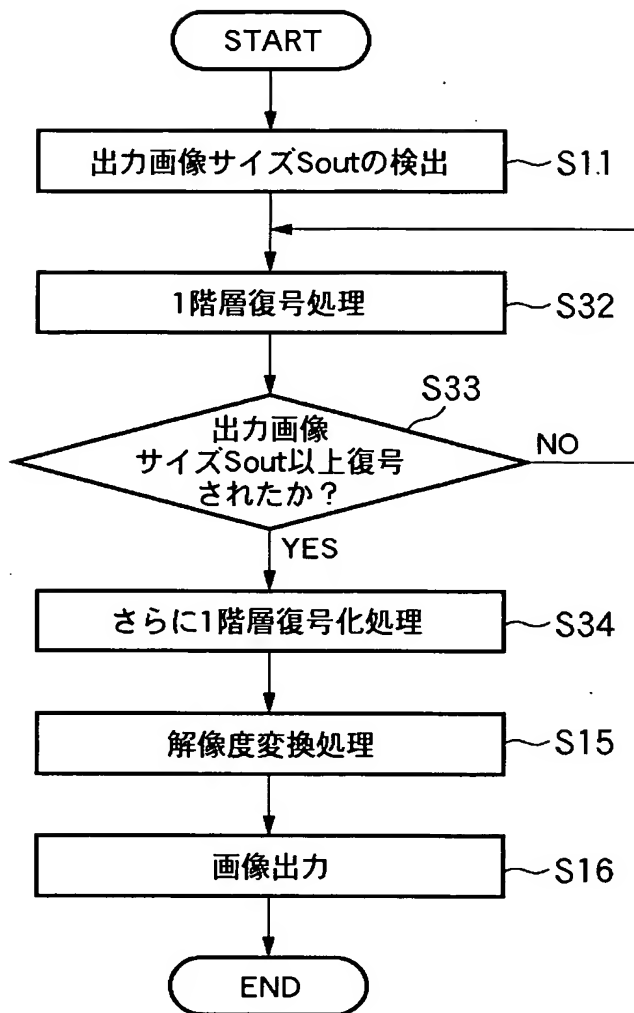 START
出力画像サイズSoutの検出
S11
1階層復号処理
S32
S33
出力画像
サイズSout以上復号
されたか？
NO
YES
さらに1階層復号化処理
S34
解像度変換処理
S15
画像出力
S16
END